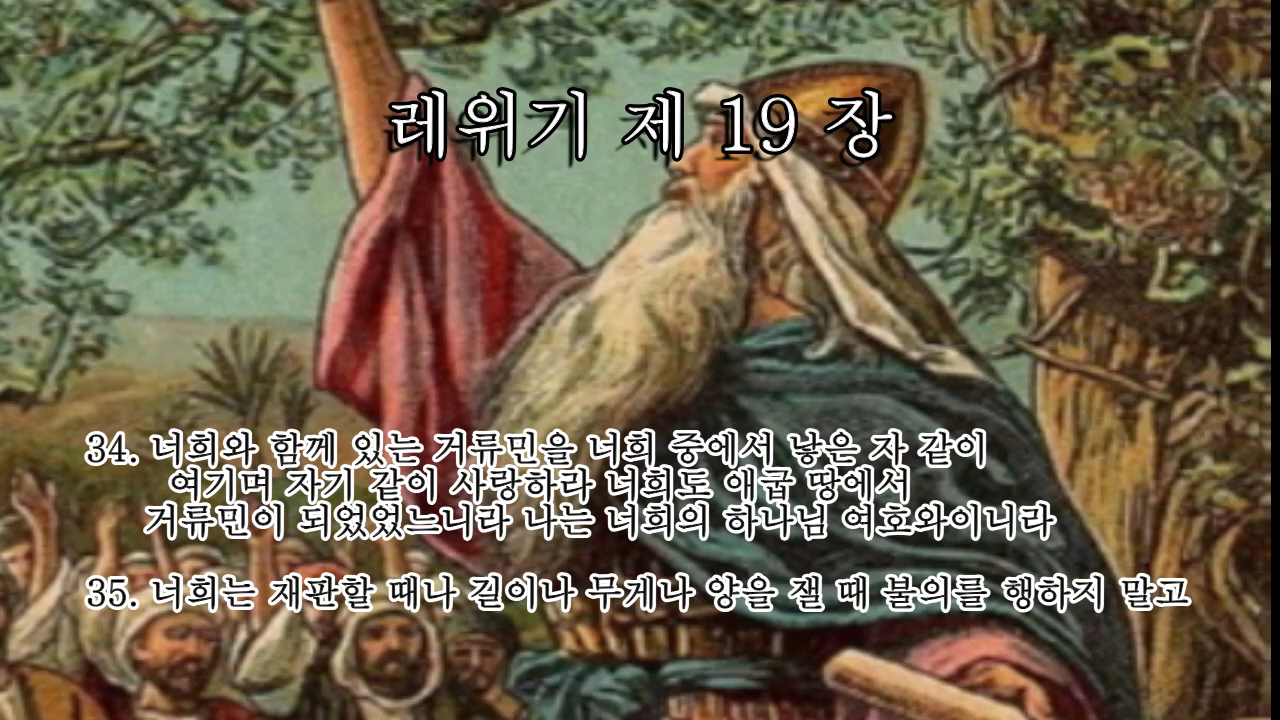 레위기 제 19 장
34. 너희와 함께 있는 거류민을 너희 중에서 낳은 자 같이
여기며 자기 같이 사랑하라 너희도 애굽 땅에서
거류민이 되었었느니라 나는 너희의 하나님 여호와이니라
35. 너희는 재판할 때나 길이나 무게나 양을 잴 때 불의를 행하지 말고